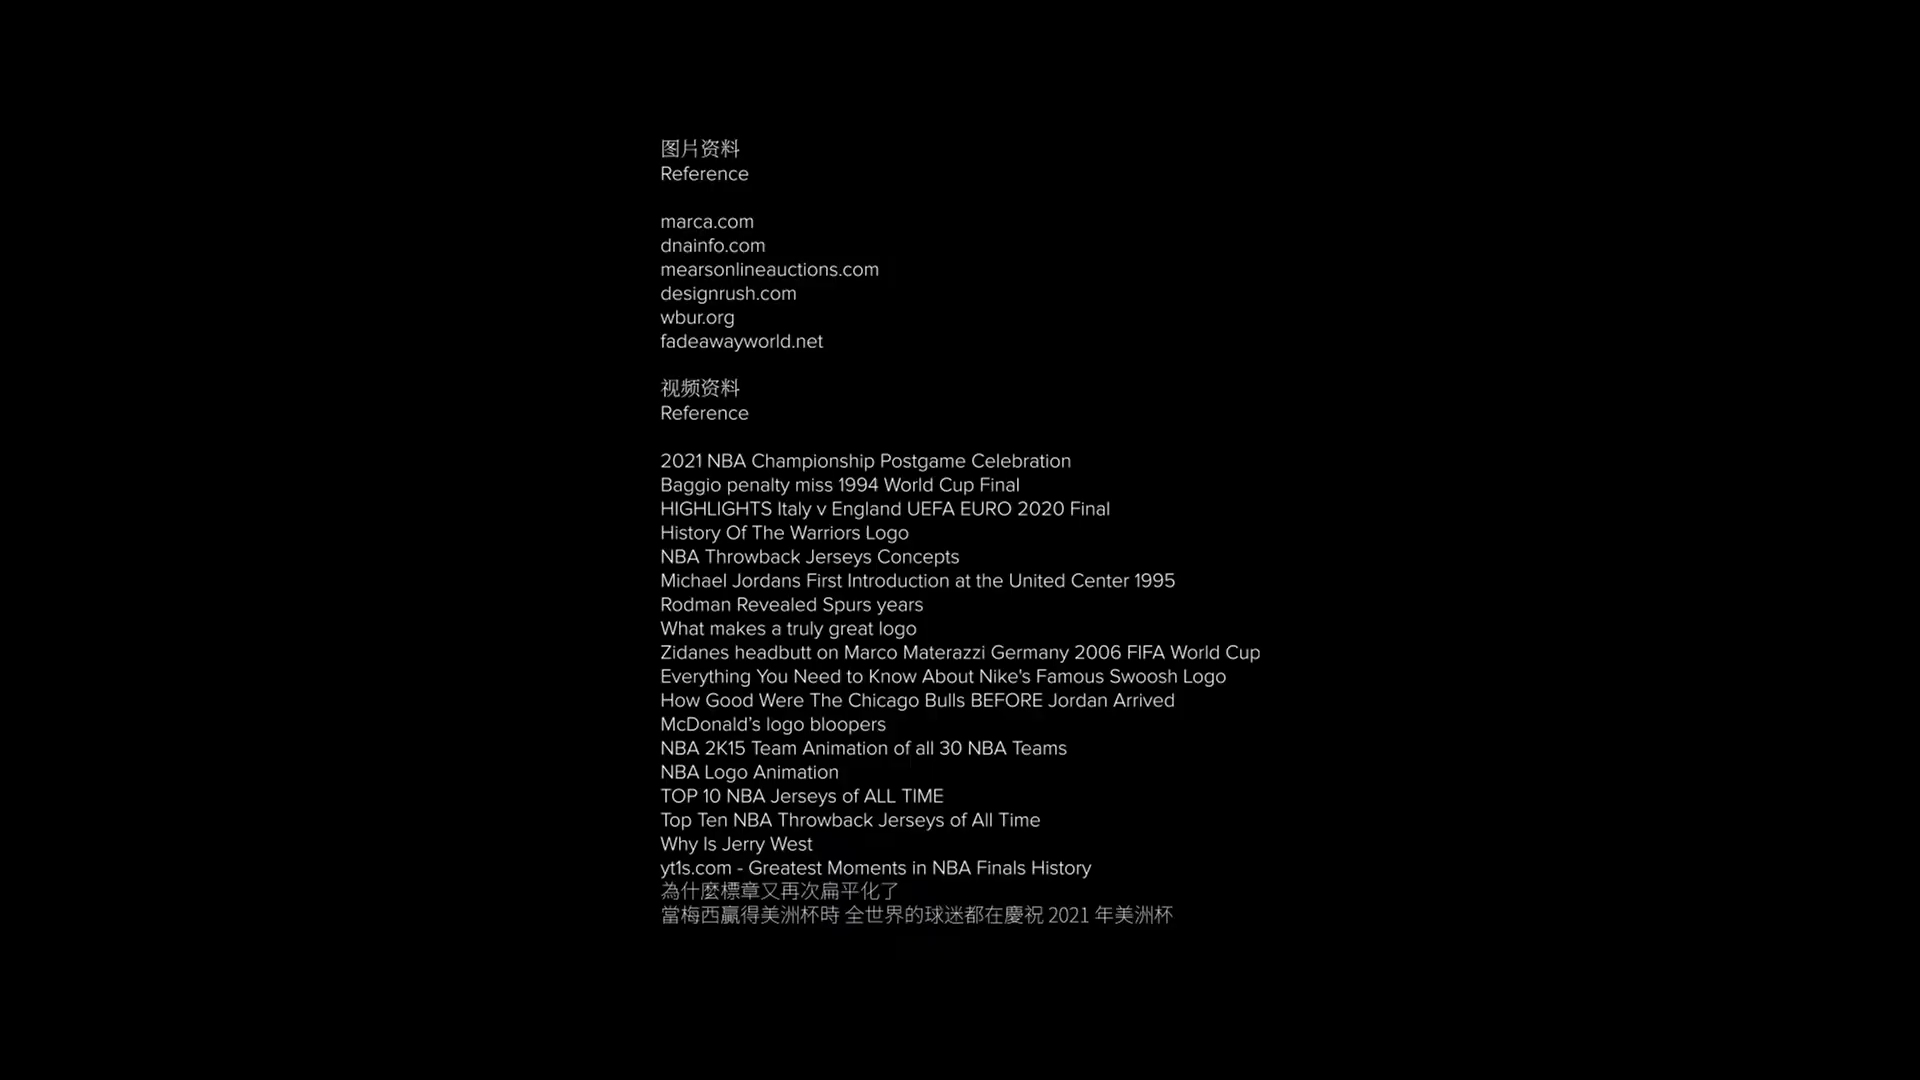 图片资料
Reference
marca.com
dnainfo.com
mearsonlineauctions.com
designrush.com
wbur.org
fadeawayworld.net
视频资料
Reference
2021 NBA Championship Postgame Celebration
Baggio penalty miss 1994 World Cup Final
HIGHLIGHTS Italy v England UEFA EURO 2020 Final
History Of The Warriors Logo
NBA Throwback Jerseys Concepts
Michael Jordans First Introduction at the United Center 1995
Rodman Revealed Spurs years
What makes a truly great logo
Zidanes headbutt on Marco Materazzi Germany 2006 FIFA World Cup
Everything You Need to Know About Nike's Famous Swoosh Logo
How Good Were The Chicago Bulls BEFORE Jordan Arrived
McDonald’s logo bloopers
NBA 2K15 Team Animation of all 30 NBA Teams
NBA Logo Animation
TOP 10 NBA Jerseys of ALL TIME
Top Ten NBA Throwback Jerseys of All Time
Why Is Jerry West
yt1s.com - Greatest Moments in NBA Finals History
為什麼標章又再次扁平化了
當梅西贏得美洲杯時 全世界的球迷都在慶祝 2021 年美洲杯